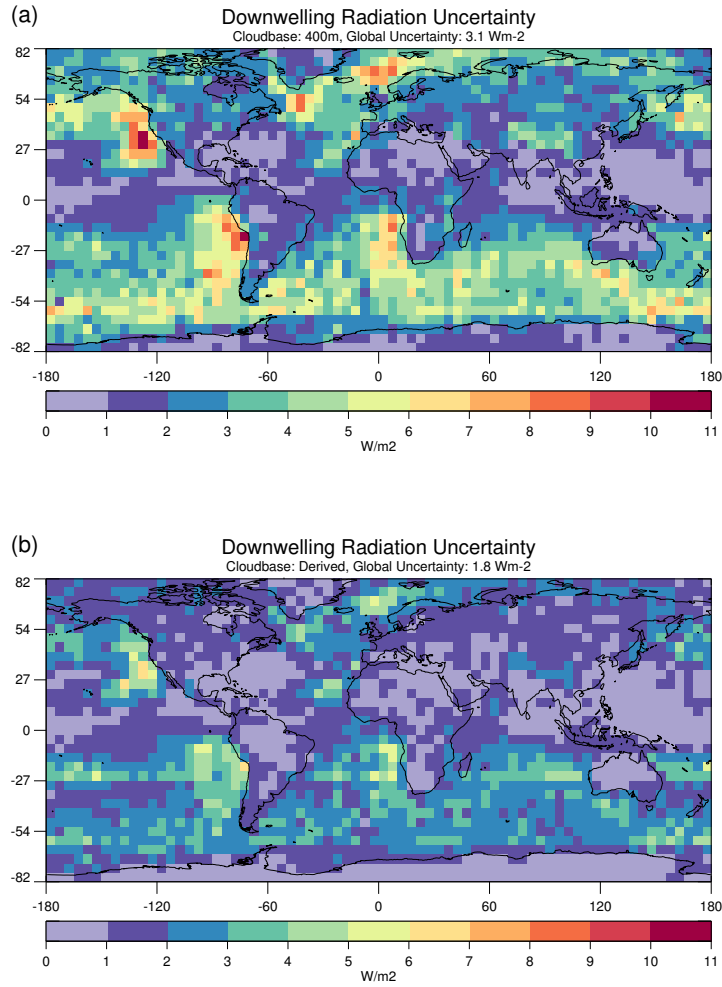 (a)
Downwelling Radiation Uncertainty
Cloudbase: 400m, Global Uncertainty: 3.1 Wm-2
82
54
27
0
-27
-54
-82
-180 -120 -60 0 60 120 180
0 1 2 3 4 5 6 7 8 9 10 11
W/m2
(b)
Downwelling Radiation Uncertainty
Cloudbase: Derived, Global Uncertainty: 1.8 Wm-2
82
54
27
0
-27
-54
-82
-180 -120 -60 0 60 120 180
0 1 2 3 4 5 6 7 8 9 10 11
W/m2